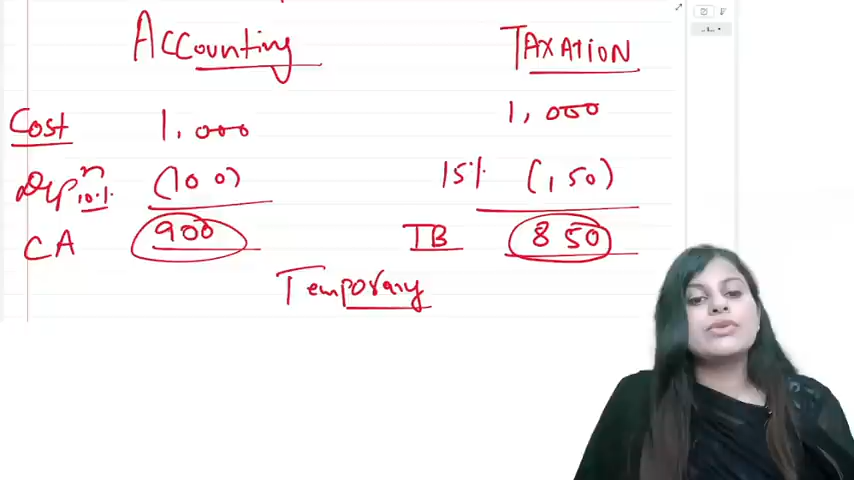 Accounting TAXATION
Cost 1,000 1,000
Depn 10% (100) 15% (150)
CA 900 TB 850
Temporary